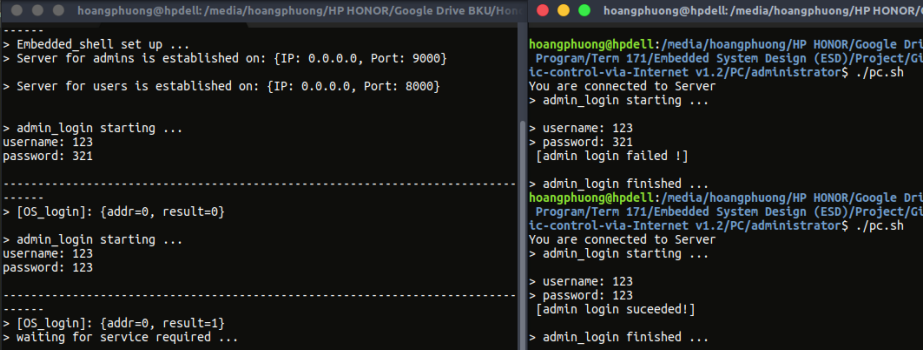 hoangphuong@hpdell: /media/hoangphuong/HP HONOR/Google Drive BKU/Hon
------
> Embedded_shell set up ...
> Server for admins is established on: {IP: 0.0.0.0, Port: 9000}
> Server for users is established on: {IP: 0.0.0.0, Port: 8000}
> admin_login starting ...
username: 123
password: 321
--------------------------------------------------------------------------
------
> [OS_login]: {addr=0, result=0}
> admin_login starting ...
username: 123
password: 123
--------------------------------------------------------------------------
------
> [OS_login]: {addr=0, result=1}
> waiting for service required ...
hoangphuong@hpdell: /media/hoangphuong/HP HONOR/G
hoangphuong@hpdell:/media/hoangphuong/HP HONOR/Google Dri
Program/Term 171/Embedded System Design (ESD)/Project/Gi
ic-control-via-Internet v1.2/PC/administrator$ ./pc.sh
You are connected to Server
> admin_login starting ...
> username: 123
> password: 321
[admin login failed !]
> admin_login finished ...
hoangphuong@hpdell:/media/hoangphuong/HP HONOR/Google Dri
Program/Term 171/Embedded System Design (ESD)/Project/Gi
ic-control-via-Internet v1.2/PC/administrator$ ./pc.sh
You are connected to Server
> admin_login starting ...
> username: 123
> password: 123
[admin login suceeded!]
> admin_login finished ...